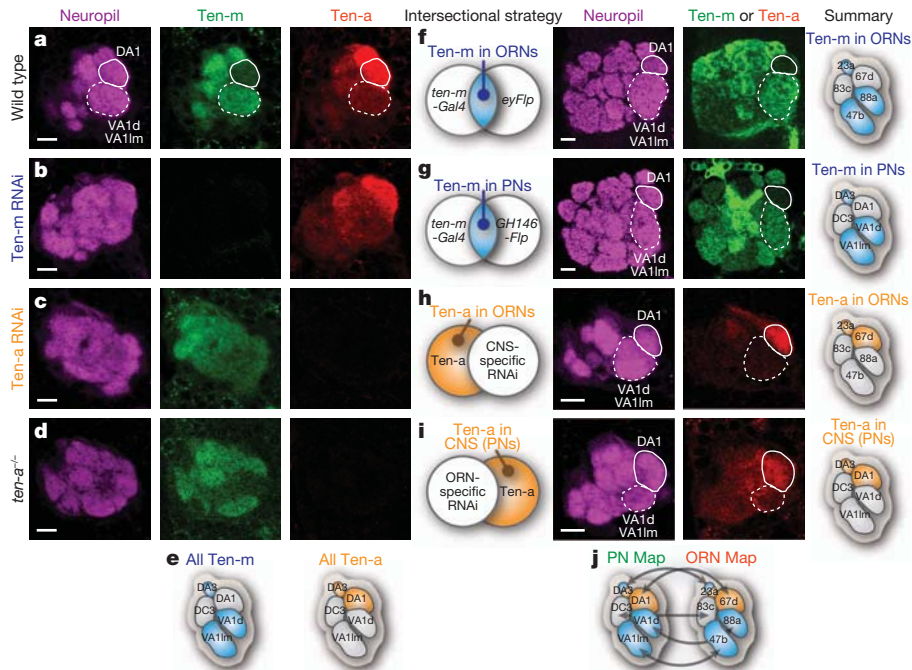 Neuropil Ten-m Ten-a Intersectional strategy Neuropil Ten-m or Ten-a Summary
Wild type
a
DA1
VA1d
VA1lm
f
Ten-m in ORNs
ten-m
-Gal4
eyFlp
DA1
VA1d
VA1lm
Ten-m in ORNs
23a
67d
83c
88a
47b
Ten-m RNAi
b
g
Ten-m in PNs
ten-m
-Gal4
GH146
-Flp
DA1
VA1d
VA1lm
Ten-m in PNs
DA3
DA1
DC3
VA1d
VA1lm
Ten-a RNAi
c
h
Ten-a in ORNs
Ten-a
CNS-
specific
RNAi
DA1
VA1d
VA1lm
Ten-a in ORNs
23a
67d
83c
88a
47b
ten-a–/–
d
i
Ten-a in
CNS (PNs)
ORN-
specific
RNAi
Ten-a
DA1
VA1d
VA1lm
Ten-a in
CNS (PNs)
DA3
DA1
DC3
VA1d
VA1lm
e
All Ten-m
DA3
DA1
DC3
VA1d
VA1lm
All Ten-a
DA3
DA1
DC3
VA1d
VA1lm
j
PN Map
ORN Map
DA3
DA1
DC3
VA1d
VA1lm
23a
67d
83c
88a
47b